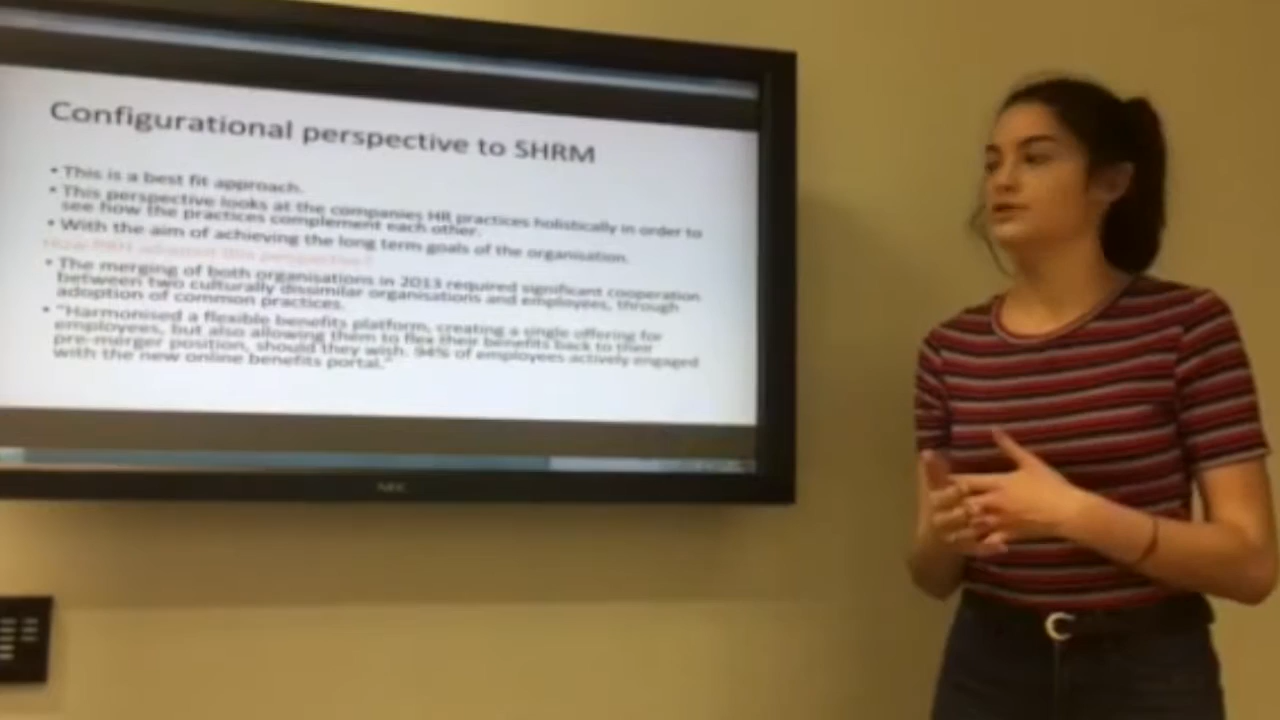 Configurational perspective to SHRM
• This is a best fit approach.
• This perspective looks at the companies HR practices holistically in order to
see how the practices complement each other.
• With the aim of achieving the long term goals of the organisation.
this perspective?
• The merging of both organisations in 2013 required significant cooperation
between two culturally dissimilar organisations and employees, through
adoption of common practices.
• "Harmonised a flexible benefits platform, creating a single offering for
employees, but also allowing them to flex their benefits back to their
pre-merger position, should they wish. 94% of employees actively engaged
with the new online benefits portal."
NEC